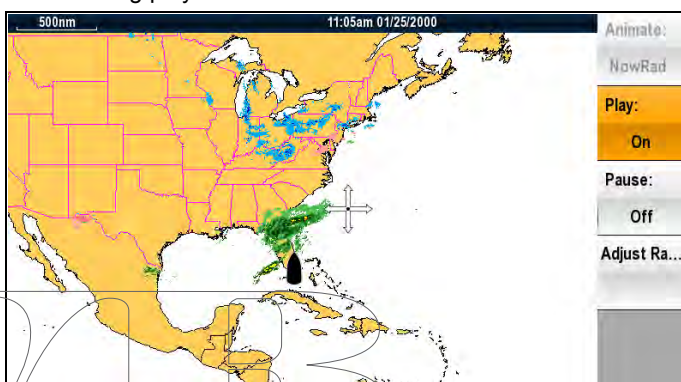 500nm
11:05am 01/25/2000
Animate:
NowRad
Play:
On
Pause:
Off
Adjust Ra...